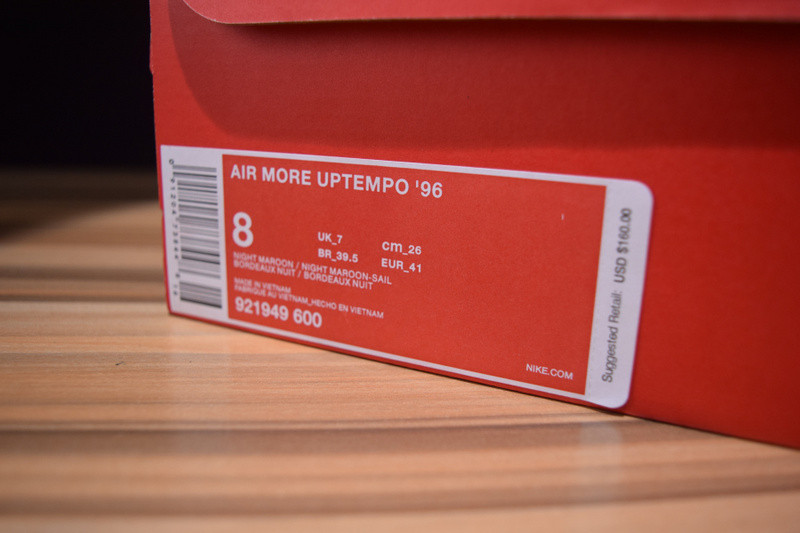 AIR MORE UPTEMPO '96
8
UK_7
cm_26
BR_39.5
EUR_41
NIGHT MAROON / NIGHT MAROON-SAIL
BORDEAUX NUIT / BORDEAUX NUIT
MADE IN VIETNAM
FABRIQUE AU VIETNAM_HECHO EN VIETNAM
921949 600
NIKE.COM
Suggested Retail: USD $160.00